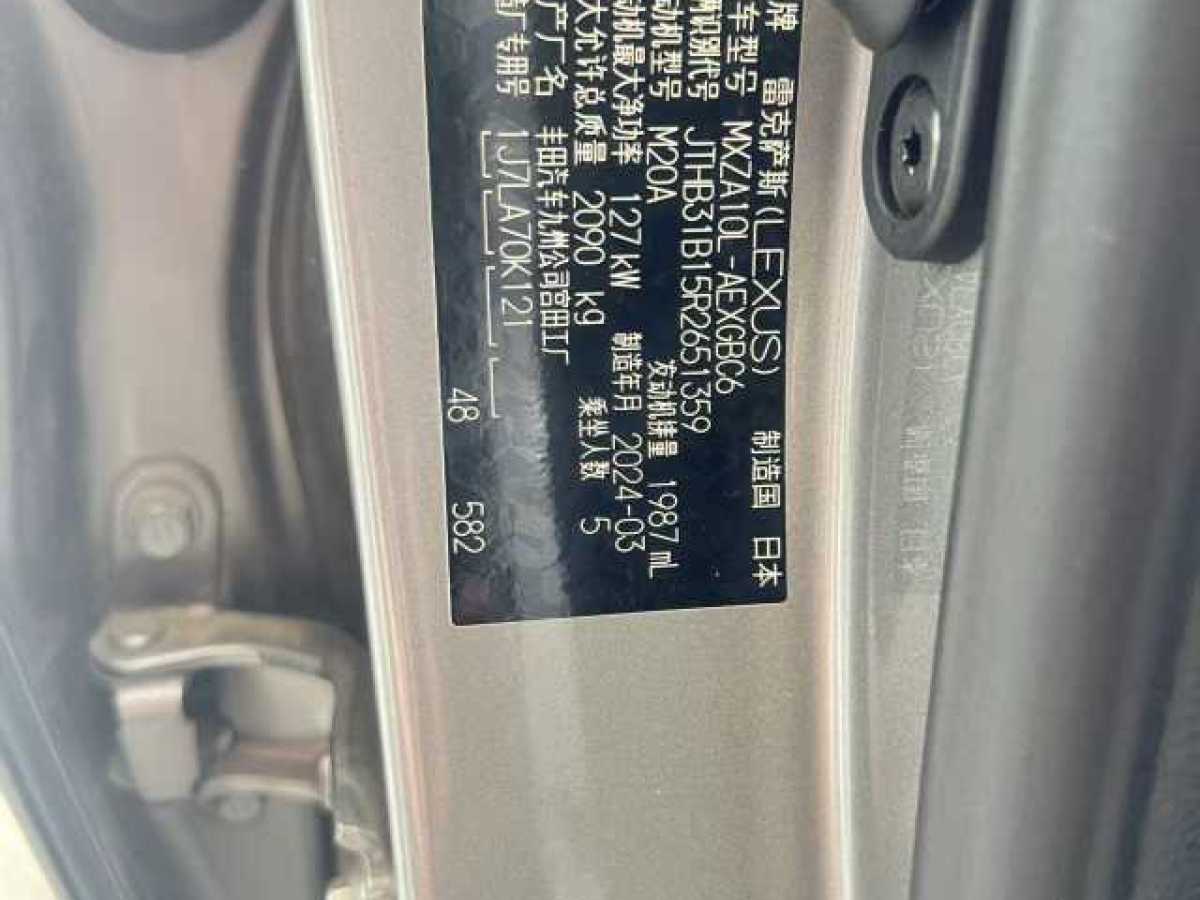 牌 雷克萨斯(LEXUS) 制造国 日本
车型号 MXZA10L-AEXGBC6
识别代号 JTHB31B15R2651359
动机型号 M20A 发动机排量 1987 mL
动机最大净功率 127kW 制造年月 2024-03
大允许总质量 2090 kg 乘坐人数 5
产厂名 丰田汽车九州公司宫田工厂
厂专用号 1J7LA70K121
48 582